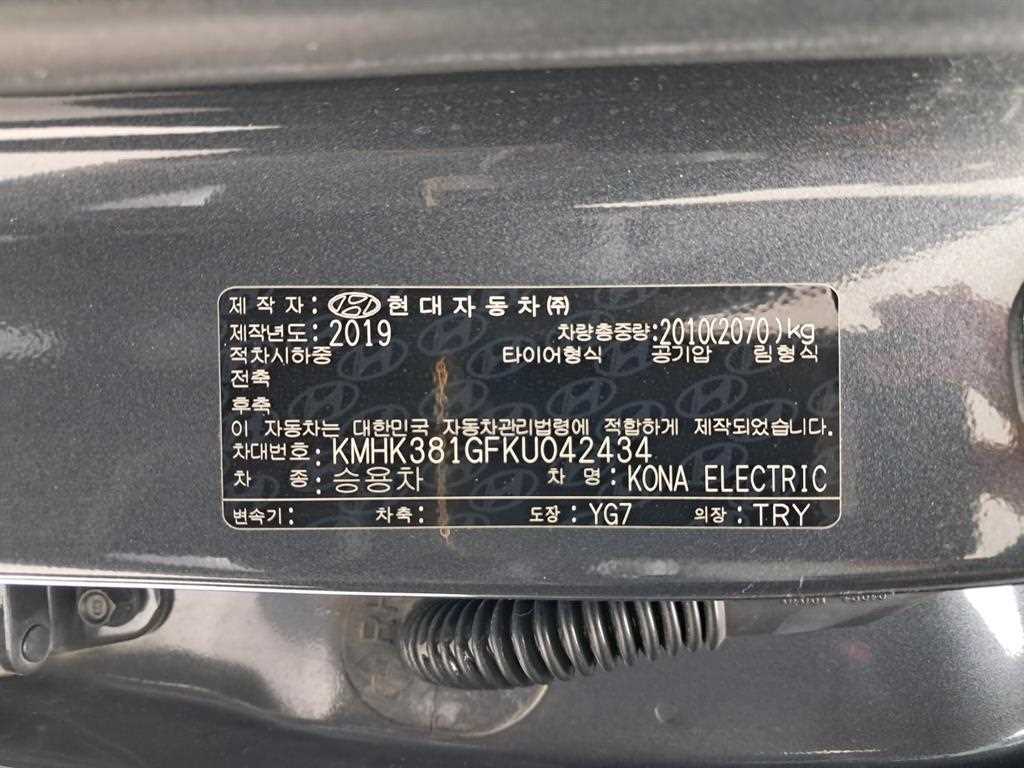 제 작 자 : 현대자동차㈜
제작년도: 2019 차량총중량:2010(2070)kg
적차시하중 타이어형식 공기압 림형식
전축
후축
이 자동차는 대한민국 자동차관리법령에 적합하게 제작되었습니다.
차대번호: KMHK381GFKU042434
차 종 : 승용차 차 명 : KONA ELECTRIC
변속기: 차축: 도장: YG7 의장: TRY